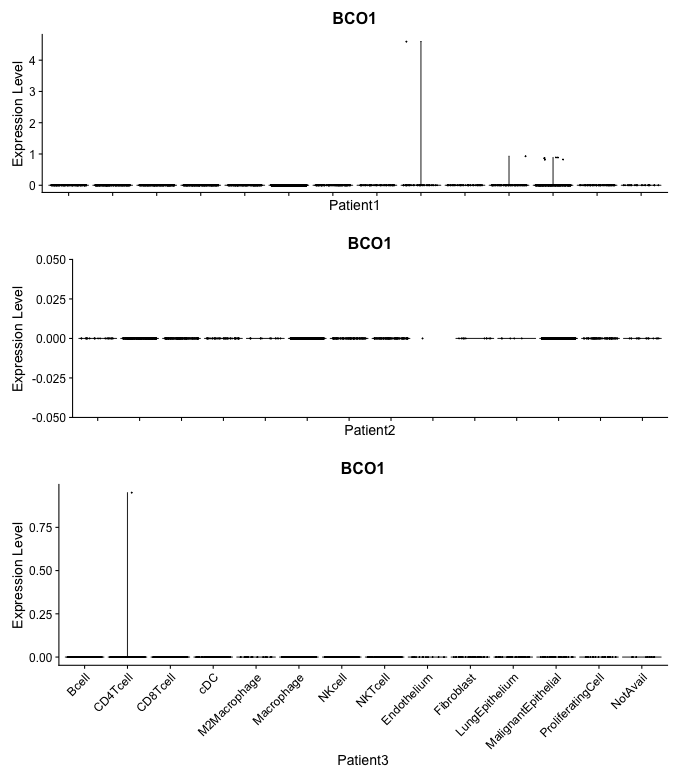 BCO1
Expression Level
4
3
2
1
0
Patient1
BCO1
Expression Level
0.050
0.025
0.000
-0.025
-0.050
Patient2
BCO1
Expression Level
0.75
0.50
0.25
0.00
Bcell
CD4Tcell
CD8Tcell
cDC
M2Macrophage
Macrophage
NKcell
NKTcell
Endothelium
Fibroblast
LungEpithelium
MalignantEpithelial
ProliferatingCell
NotAvail
Patient3